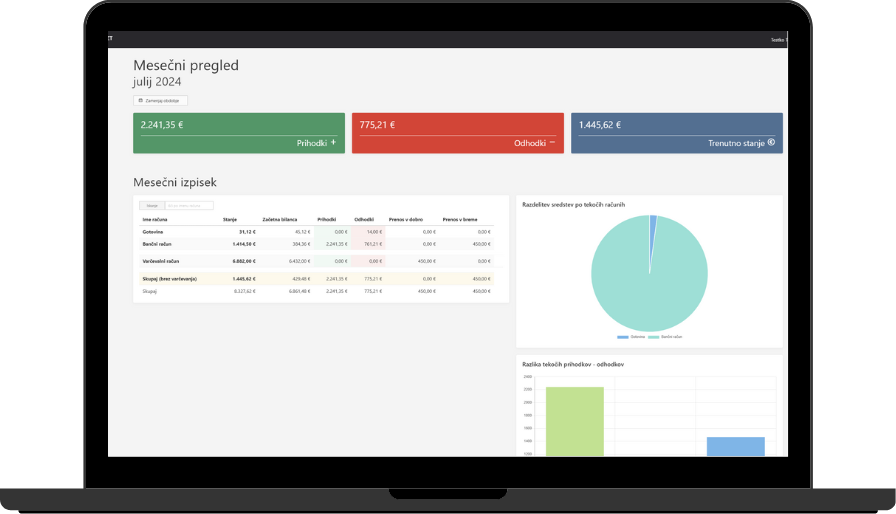 Mesečni pregled
julij 2024
Zamenjaj obdobje
2.241,35 €
Prihodki +
775,21 €
Odhodki −
1.445,62 €
Trenutno stanje
Mesečni izpisek
Stanje
Ime računa Stanje Začetna bilanca Prihodki Odhodki Prenos v dobro Prenos v breme
Gotovina 31,12 € 45,12 € 0,00 € 14,00 € 0,00 € 0,00 €
Bančni račun 1.414,50 € 384,36 € 2.241,35 € 761,21 € 0,00 € 450,00 €
Varčevalni račun 6.882,00 € 6.432,00 € 0,00 € 0,00 € 450,00 € 0,00 €
Skupaj (brez varčevanja) 1.445,62 € 429,48 € 2.241,35 € 775,21 € 0,00 € 450,00 €
Skupaj 8.327,62 € 6.861,48 € 2.241,35 € 775,21 € 450,00 € 450,00 €
Razdelitev sredstev po tekočih računih
Gotovina Bančni račun
Razlika tekočih prihodkov - odhodkov
2400
2200
2000
1800
1600
1400
1200